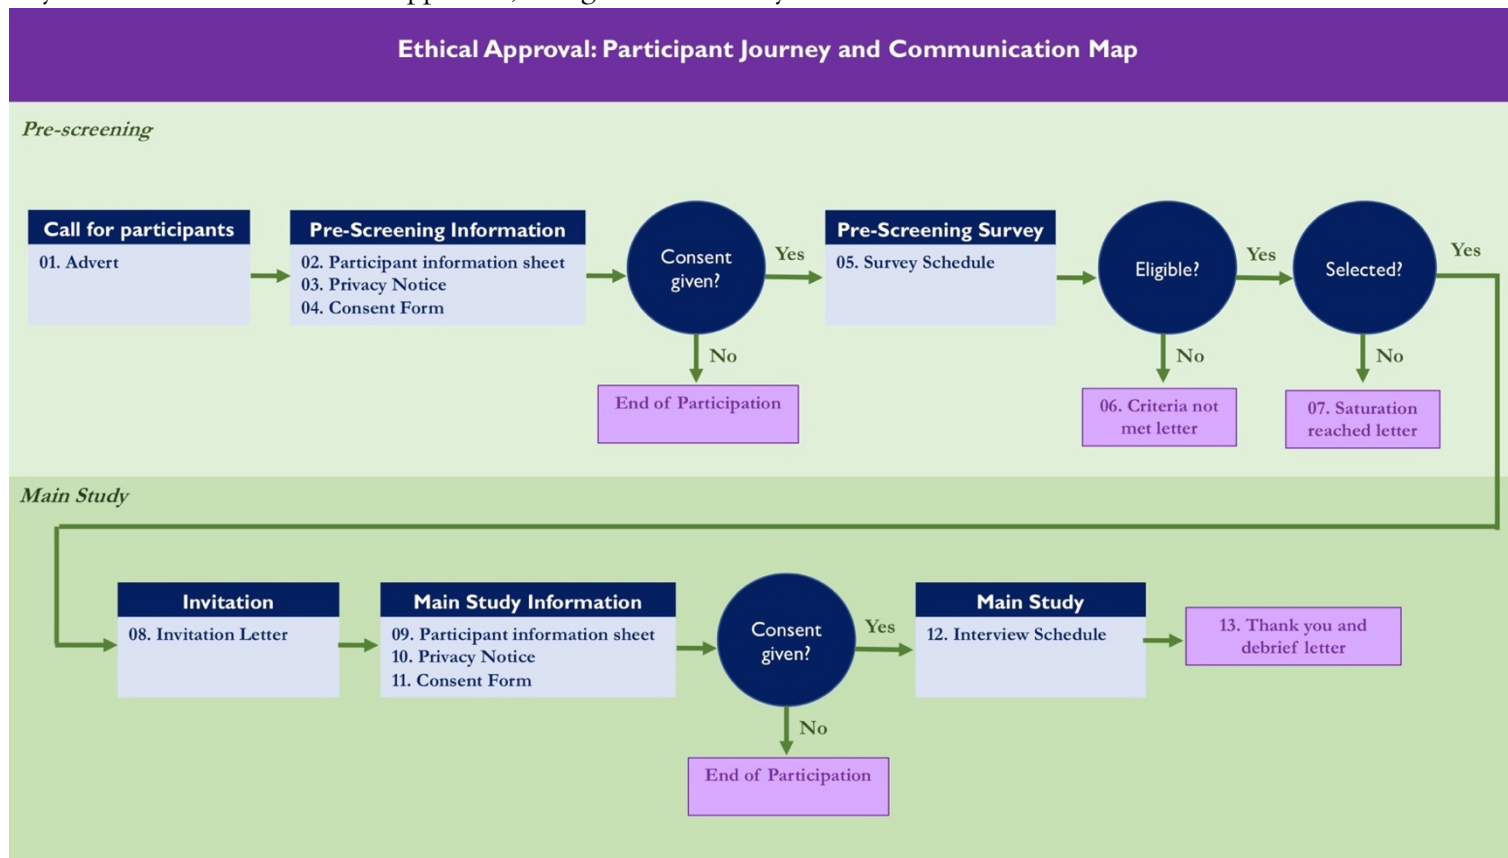 Ethical Approval: Participant Journey and Communication Map
Pre-screening
Call for participants
01. Advert
Pre-Screening Information
02. Participant information sheet
03. Privacy Notice
04. Consent Form
Consent
given?
Yes
No
End of Participation
Pre-Screening Survey
05. Survey Schedule
Eligible?
Yes
No
06. Criteria not
met letter
Selected?
Yes
No
07. Saturation
reached letter
Main Study
Invitation
08. Invitation Letter
Main Study Information
09. Participant information sheet
10. Privacy Notice
11. Consent Form
Consent
given?
Yes
No
End of Participation
Main Study
12. Interview Schedule
13. Thank you and
debrief letter